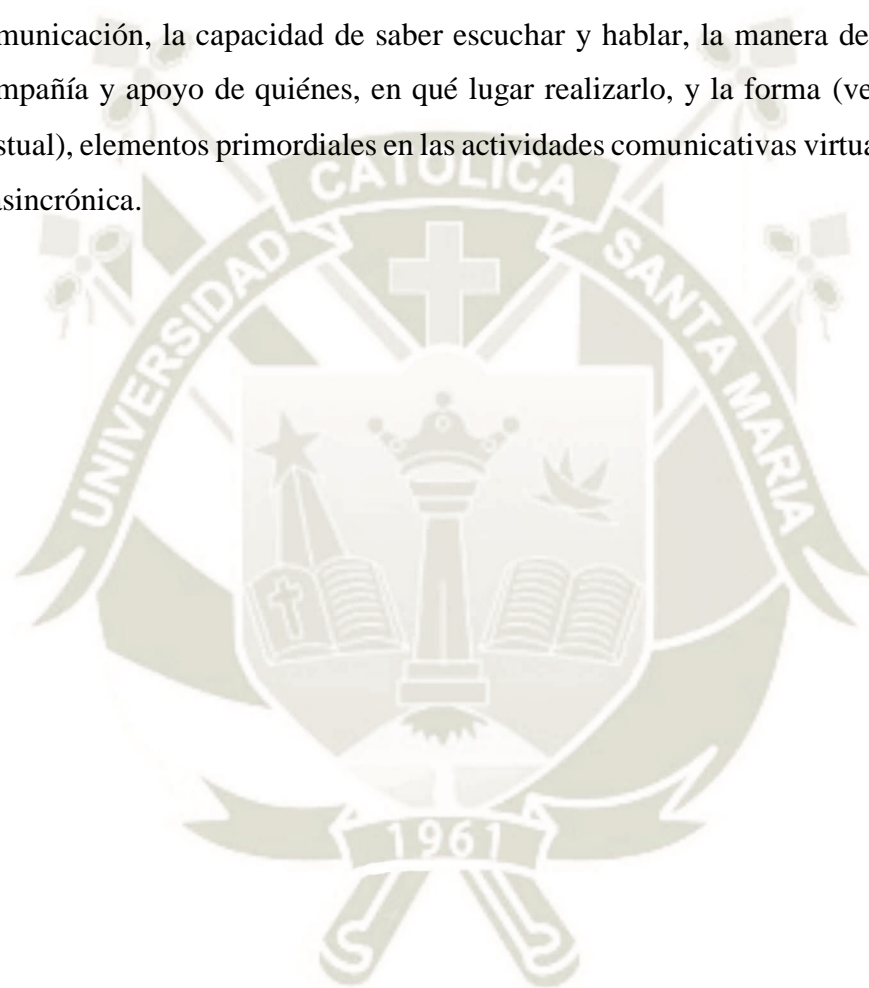 municación, la capacidad de saber escuchar y hablar, la manera de
mpañía y apoyo de quiénes, en qué lugar realizarlo, y la forma (ve
stual), elementos primordiales en las actividades comunicativas virtua
asincrónica.
CATOLICA
UNIVERSIDAD
SANTA MARIA
1961